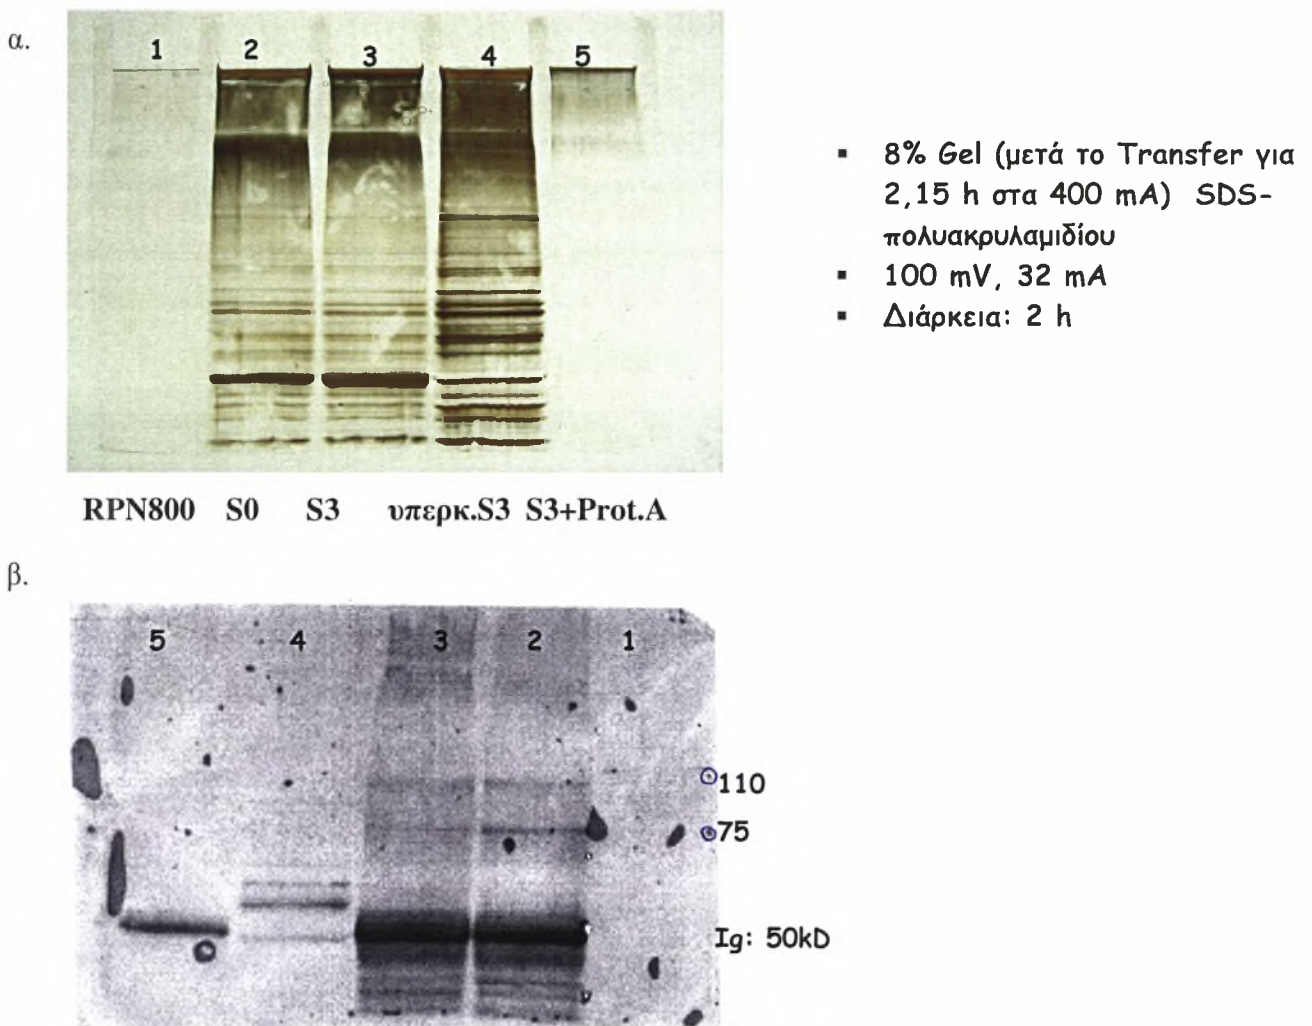 α.
1 2 3 4 5
▪ 8% Gel (μετά το Transfer για
2,15 h στα 400 mA) SDS-
πολυακρυλαμιδίου
▪ 100 mV, 32 mA
▪ Διάρκεια: 2 h
RPN800 S0 S3 υπερκ.S3 S3+Prot.A
β.
5 4 3 2 1
110
75
Ig: 50kD